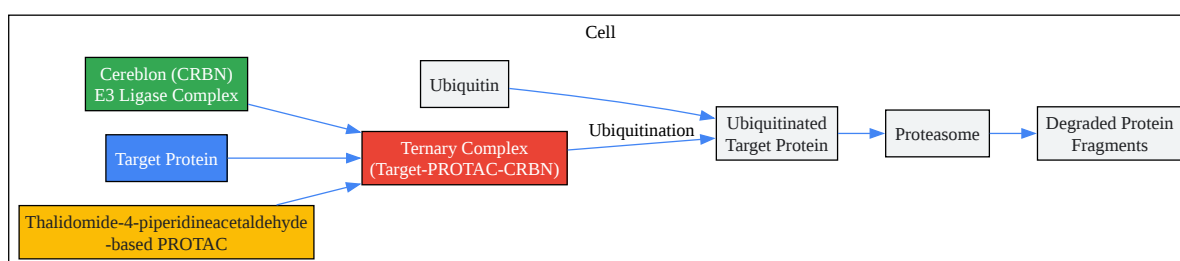 Cell
Cereblon (CRBN)
E3 Ligase Complex
Ubiquitin
Target Protein
Ternary Complex
(Target-PROTAC-CRBN)
Ubiquitination
Ubiquitinated
Target Protein
Proteasome
Degraded Protein
Fragments
Thalidomide-4-piperidineacetaldehyde
-based PROTAC